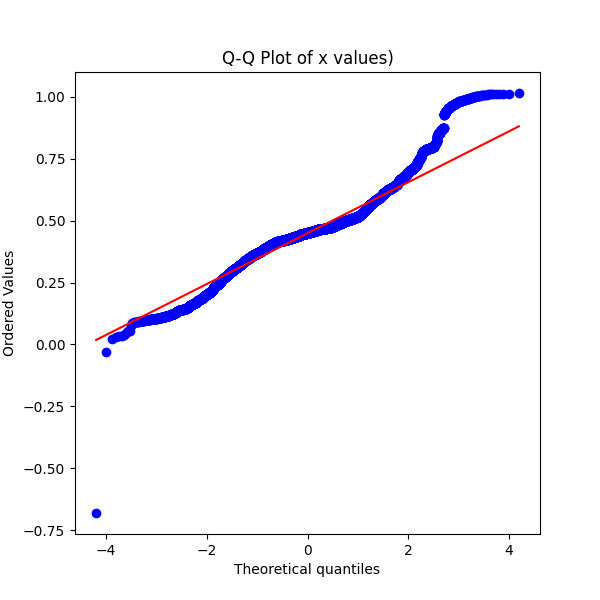 Q-Q Plot of x values)
1.00
0.75
0.50
0.25
0.00
−0.25
−0.50
−0.75
Ordered Values
−4 −2 0 2 4
Theoretical quantiles